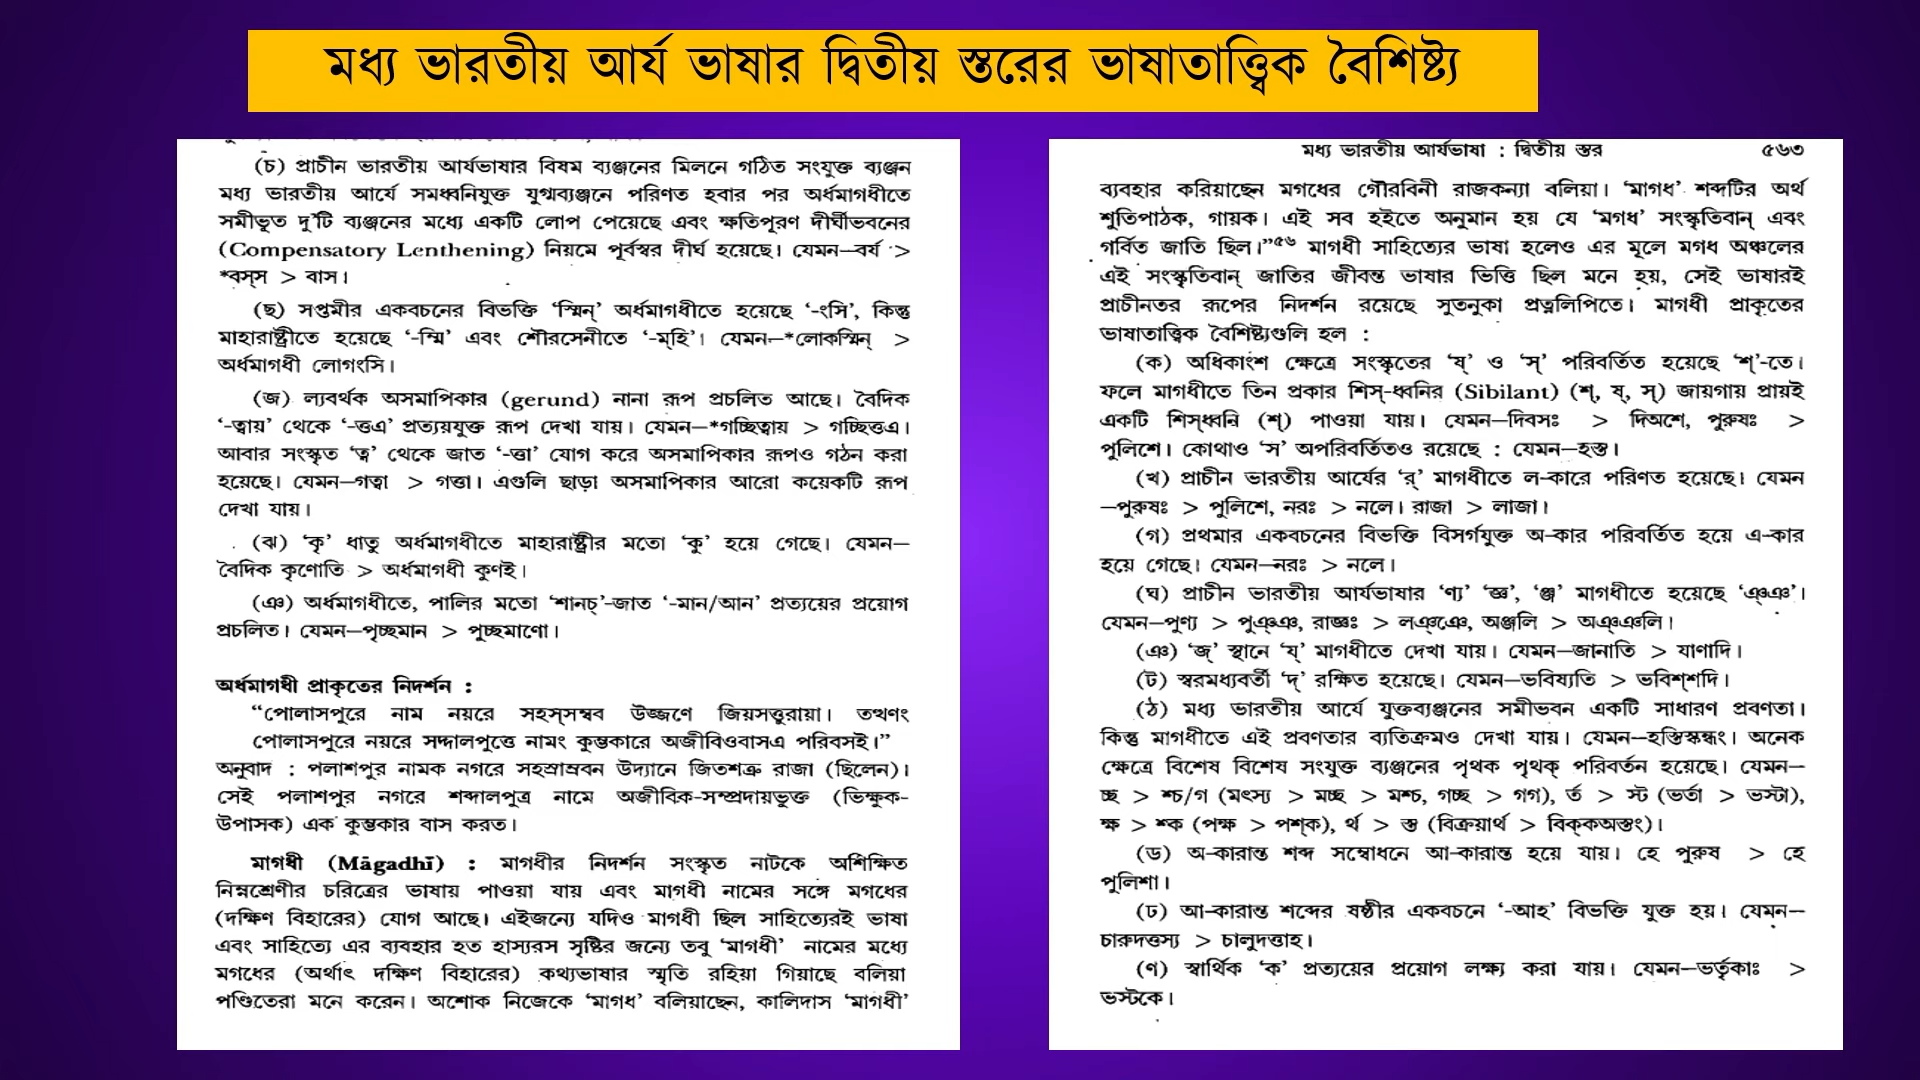 মধ্য ভারতীয় আর্য ভাষার দ্বিতীয় স্তরের ভাষাতাত্ত্বিক বৈশিষ্ট্য
(চ) প্রাচীন ভারতীয় আর্যভাষার বিষম ব্যঞ্জনের মিলনে গঠিত সংযুক্ত ব্যঞ্জন
মধ্য ভারতীয় আর্যে সমধ্বনিযুক্ত যুগ্মব্যঞ্জনে পরিণত হবার পর অর্ধমাগধীতে
সমীভূত দু'টি ব্যঞ্জনের মধ্যে একটি লোপ পেয়েছে এবং ক্ষতিপূরণ দীর্ঘীভবনের
(Compensatory Lenthening) নিয়মে পূর্বস্বর দীর্ঘ হয়েছে। যেমন—বর্ষ >
*বস্‌স > বাস।
(ছ) সপ্তমীর একবচনের বিভক্তি ‘স্মিন্’ অর্ধমাগধীতে হয়েছে ‘-ংসি’, কিন্তু
মাহারাষ্ট্রীতে হয়েছে ‘-ম্মি’ এবং শৌরসেনীতে ‘-ম্‌হি’। যেমন—*লোকস্মিন্ >
অর্ধমাগধী লোগংসি।
(জ) ল্যবর্থক অসমাপিকার (gerund) নানা রূপ প্রচলিত আছে। বৈদিক
‘-ত্বায়’ থেকে ‘-ত্তএ’ প্রত্যয়যুক্ত রূপ দেখা যায়। যেমন—*গচ্ছিত্বায় > গচ্ছিত্তএ।
আবার সংস্কৃত ‘ত্ব’ থেকে জাত ‘-ত্তা’ যোগ করে অসমাপিকার রূপও গঠন করা
হয়েছে। যেমন—গত্বা > গত্তা। এগুলি ছাড়া অসমাপিকার আরো কয়েকটি রূপ
দেখা যায়।
(ঝ) ‘কৃ’ ধাতু অর্ধমাগধীতে মাহারাষ্ট্রীর মতো ‘কু’ হয়ে গেছে। যেমন—
বৈদিক কৃণোতি > অর্ধমাগধী কুণই।
(ঞ) অর্ধমাগধীতে, পালির মতো ‘শানচ্’-জাত ‘-মান/আন’ প্রত্যয়ের প্রয়োগ
প্রচলিত। যেমন—পৃচ্ছমান > পুচ্ছমাণো।
অর্ধমাগধী প্রাকৃতের নিদর্শন :
“পোলাসপুরে নাম নয়রে সহস্‌সম্বব উজ্জণে জিয়সত্তুরায়া। তত্থণং
পোলাসপুরে নয়রে সদ্দালপুত্তে নামং কুম্ভকারে অজীবিওবাসএ পরিবসই।”
অনুবাদ : পলাশপুর নামক নগরে সহস্রাম্রবন উদ্যানে জিতশত্রু রাজা (ছিলেন)।
সেই পলাশপুর নগরে শব্দালপুত্র নামে অজীবিক-সম্প্রদায়ভুক্ত (ভিক্ষুক-
উপাসক) এক কুম্ভকার বাস করত।
মাগধী (Māgadhī) : মাগধীর নিদর্শন সংস্কৃত নাটকে অশিক্ষিত
নিম্নশ্রেণীর চরিত্রের ভাষায় পাওয়া যায় এবং মাগধী নামের সঙ্গে মগধের
(দক্ষিণ বিহারের) যোগ আছে। এইজন্যে যদিও মাগধী ছিল সাহিত্যেরই ভাষা
এবং সাহিত্যে এর ব্যবহার হত হাস্যরস সৃষ্টির জন্যে তবু ‘মাগধী’ নামের মধ্যে
মগধের (অর্থাৎ দক্ষিণ বিহারের) কথ্যভাষার স্মৃতি রহিয়া গিয়াছে বলিয়া
পণ্ডিতেরা মনে করেন। অশোক নিজেকে ‘মাগধ’ বলিয়াছেন, কালিদাস ‘মাগধী’
মধ্য ভারতীয় আর্যভাষা : দ্বিতীয় স্তর ৫৬৩
ব্যবহার করিয়াছেন মগধের গৌরবিনী রাজকন্যা বলিয়া। ‘মাগধ’ শব্দটির অর্থ
শ্রুতিপাঠক, গায়ক। এই সব হইতে অনুমান হয় যে ‘মগধ’ সংস্কৃতিবান্ এবং
গর্বিত জাতি ছিল।”৫৬ মাগধী সাহিত্যের ভাষা হলেও এর মূলে মগধ অঞ্চলের
এই সংস্কৃতিবান্ জাতির জীবন্ত ভাষার ভিত্তি ছিল মনে হয়, সেই ভাষারই
প্রাচীনতর রূপের নিদর্শন রয়েছে সুতনুকা প্রত্নলিপিতে। মাগধী প্রাকৃতের
ভাষাতাত্ত্বিক বৈশিষ্ট্যগুলি হল :
(ক) অধিকাংশ ক্ষেত্রে সংস্কৃতের ‘ষ্’ ও ‘স্’ পরিবর্তিত হয়েছে ‘শ্’-তে।
ফলে মাগধীতে তিন প্রকার শিস্-ধ্বনির (Sibilant) (শ্, ষ্, স্) জায়গায় প্রায়ই
একটি শিস্‌ধ্বনি (শ্) পাওয়া যায়। যেমন—দিবসঃ > দিঅশে, পুরুষঃ >
পুলিশে। কোথাও ‘স’ অপরিবর্তিতও রয়েছে : যেমন—হস্ত।
(খ) প্রাচীন ভারতীয় আর্যের ‘র্’ মাগধীতে ল-কারে পরিণত হয়েছে। যেমন
—পুরুষঃ > পুলিশে, নরঃ > নলে। রাজা > লাজা।
(গ) প্রথমার একবচনের বিভক্তি বিসর্গযুক্ত অ-কার পরিবর্তিত হয়ে এ-কার
হয়ে গেছে। যেমন—নরঃ > নলে।
(ঘ) প্রাচীন ভারতীয় আর্যভাষার ‘ণ্য’ ‘জ্ঞ’, ‘ঞ্জ’ মাগধীতে হয়েছে ‘ঞ্‌ঞ’।
যেমন—পুণ্য > পুঞ্‌ঞ, রাজ্ঞঃ > লঞ্‌ঞে, অঞ্জলি > অঞ্‌ঞলি।
(ঞ) ‘জ্’ স্থানে ‘য্’ মাগধীতে দেখা যায়। যেমন—জানাতি > যাণাদি।
(ট) স্বরমধ্যবর্তী ‘দ্’ রক্ষিত হয়েছে। যেমন—ভবিষ্যতি > ভবিশ্‌শদি।
(ঠ) মধ্য ভারতীয় আর্যে যুক্তব্যঞ্জনের সমীভবন একটি সাধারণ প্রবণতা।
কিন্তু মাগধীতে এই প্রবণতার ব্যতিক্রমও দেখা যায়। যেমন—হস্তিস্কন্ধং। অনেক
ক্ষেত্রে বিশেষ বিশেষ সংযুক্ত ব্যঞ্জনের পৃথক পৃথক্ পরিবর্তন হয়েছে। যেমন—
চ্ছ > শ্চ/গ (মৎস্য > মচ্ছ > মশ্চ, গচ্ছ > গগ), র্ত > স্ট (ভর্তা > ভস্টা),
ক্ষ > শ্ক (পক্ষ > পশ্‌ক), র্থ > স্ত (বিক্রয়ার্থ > বিক্‌কঅস্তং)।
(ড) অ-কারান্ত শব্দ সম্বোধনে আ-কারান্ত হয়ে যায়। হে পুরুষ > হে
পুলিশা।
(ঢ) আ-কারান্ত শব্দের ষষ্ঠীর একবচনে ‘-আহ’ বিভক্তি যুক্ত হয়। যেমন—
চারুদত্তস্য > চালুদত্তাহ।
(ণ) স্বার্থিক ‘ক’ প্রত্যয়ের প্রয়োগ লক্ষ্য করা যায়। যেমন—ভর্তৃকাঃ >
ভস্টকে।